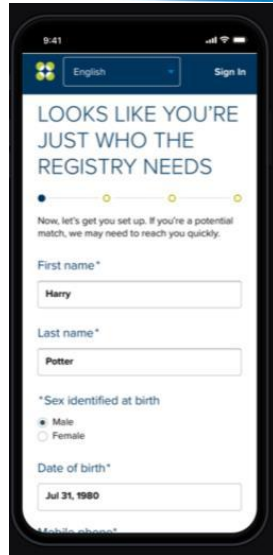 9:41
English
Sign In
LOOKS LIKE YOU'RE
JUST WHO THE
REGISTRY NEEDS
Now, let's get you set up. If you're a potential
match, we may need to reach you quickly.
First name*
Harry
Last name*
Potter
*Sex identified at birth
Male
Female
Date of birth*
Jul 31, 1980
Mobile phone*